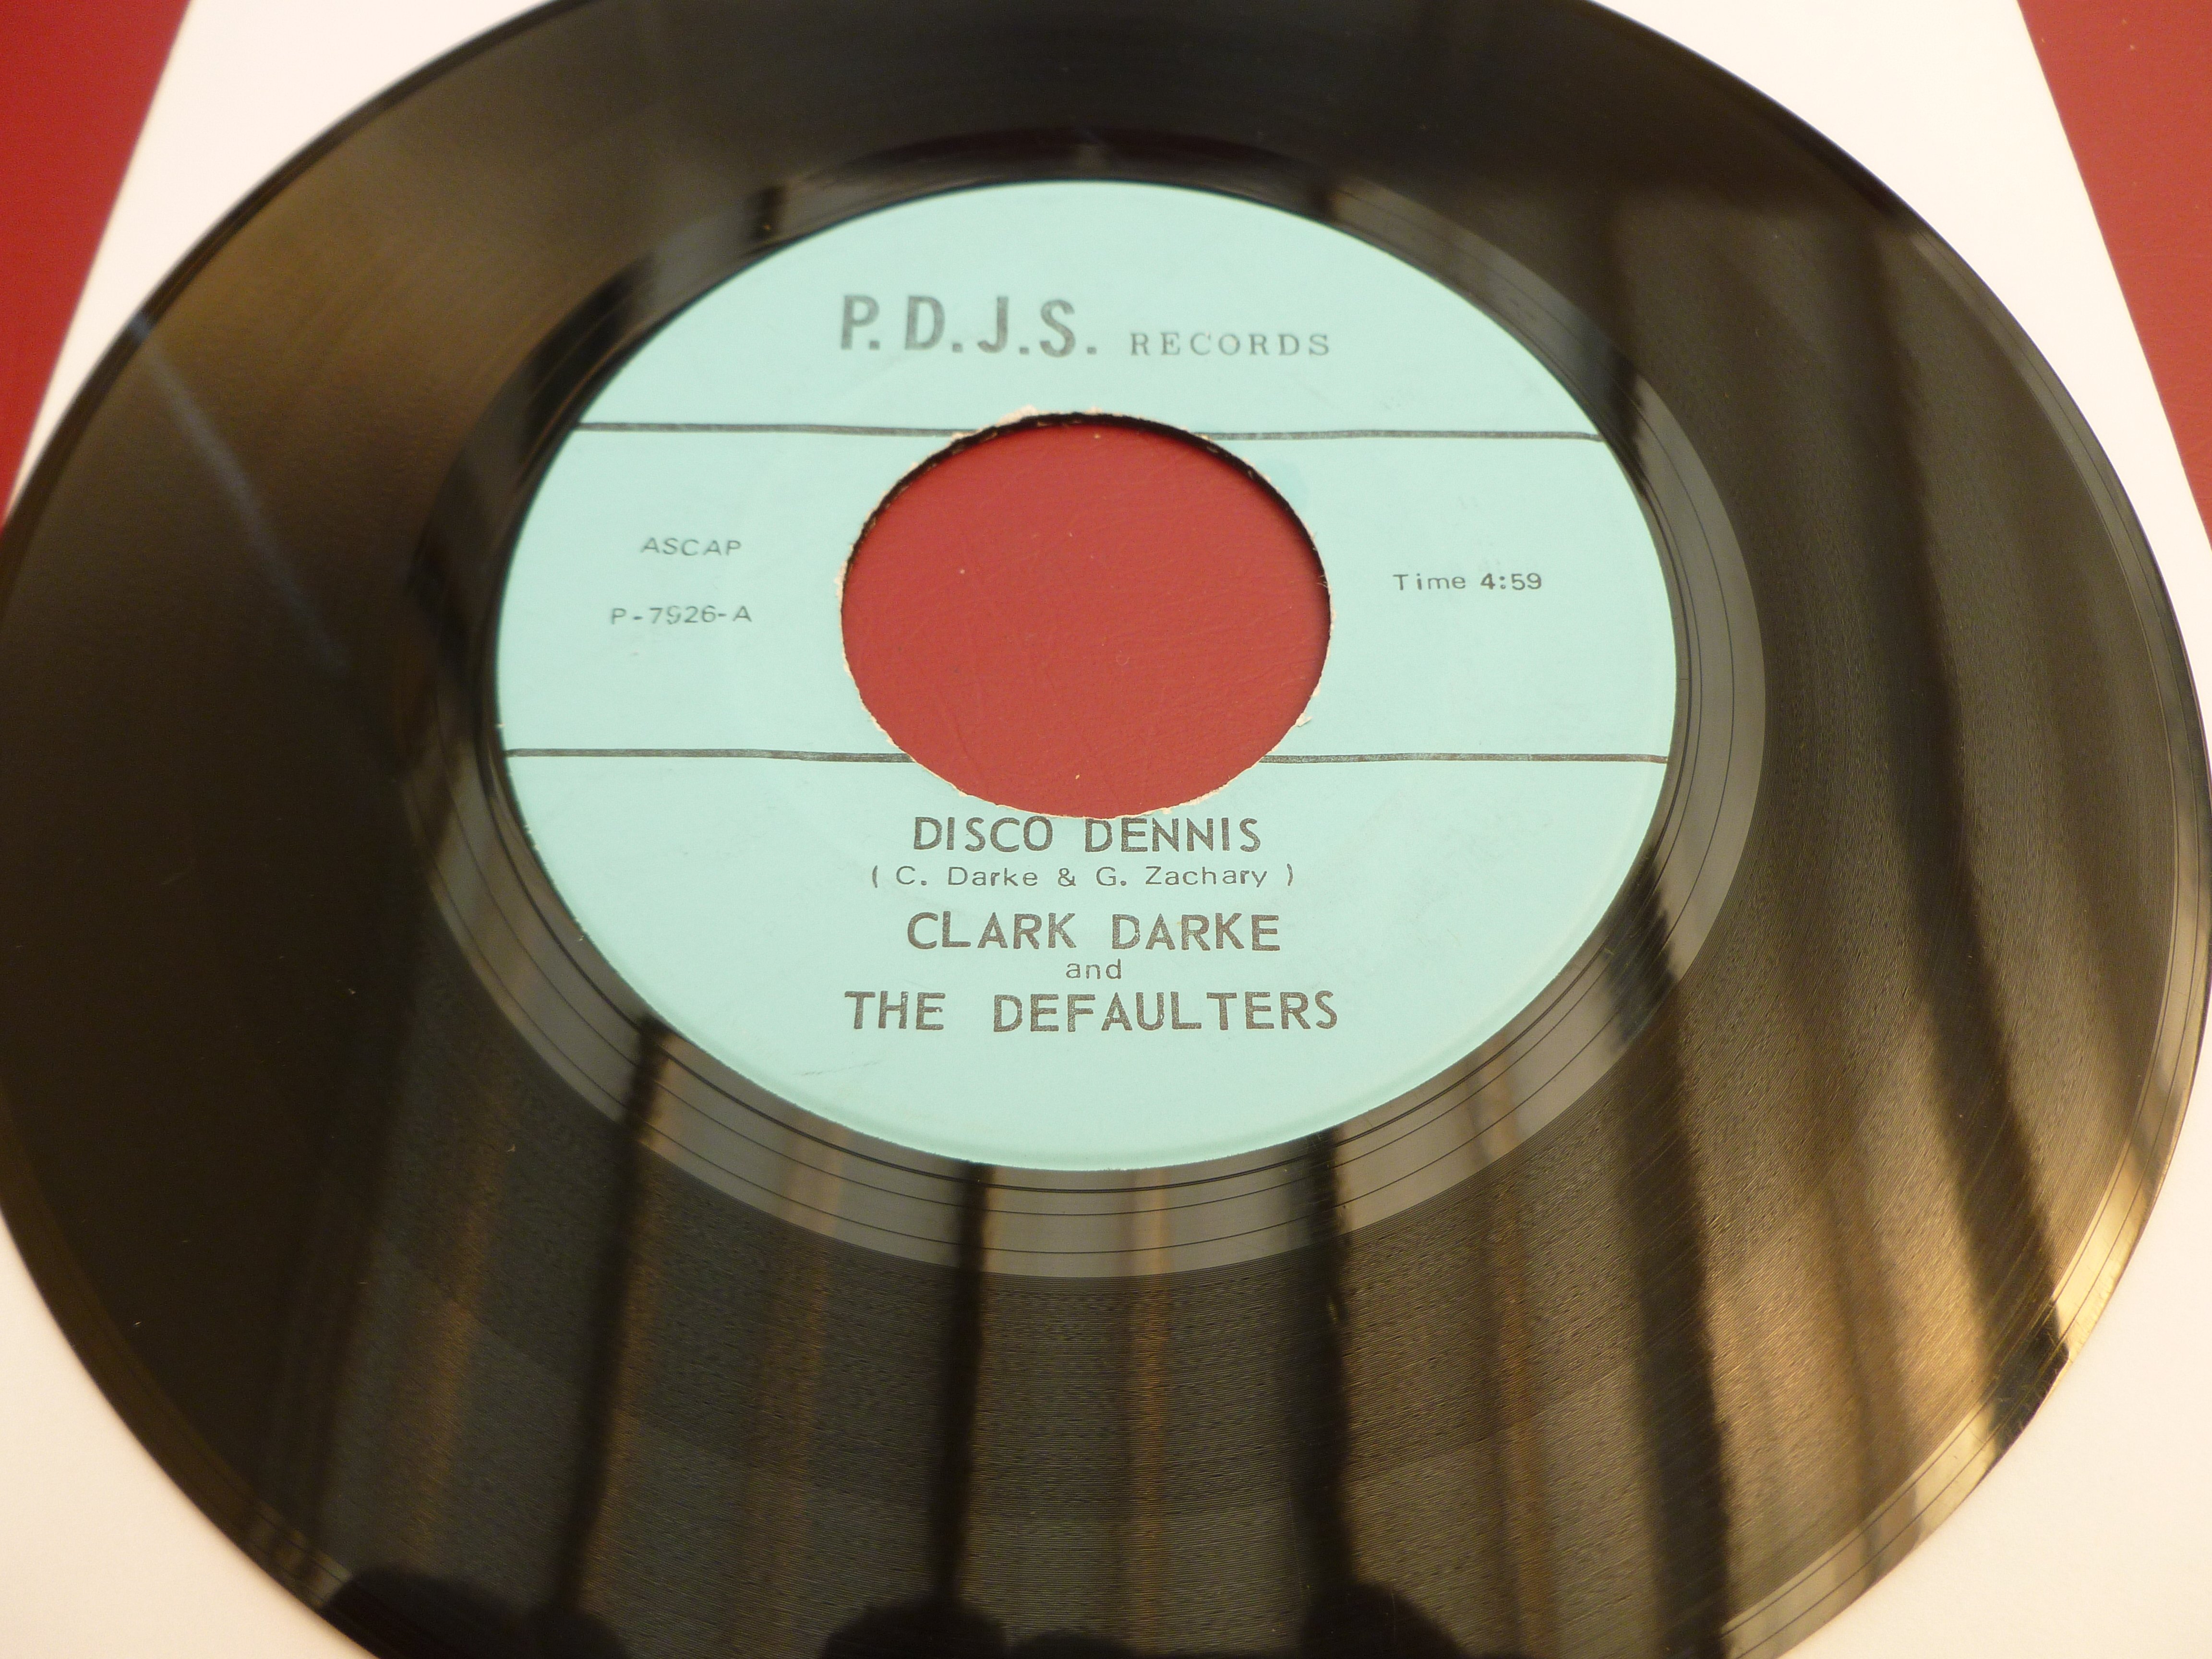 P.D.J.S. RECORDS
ASCAP
P-7926-A
Time 4:59
DISCO DENNIS
( C. Darke & G. Zachary )
CLARK DARKE
and
THE DEFAULTERS